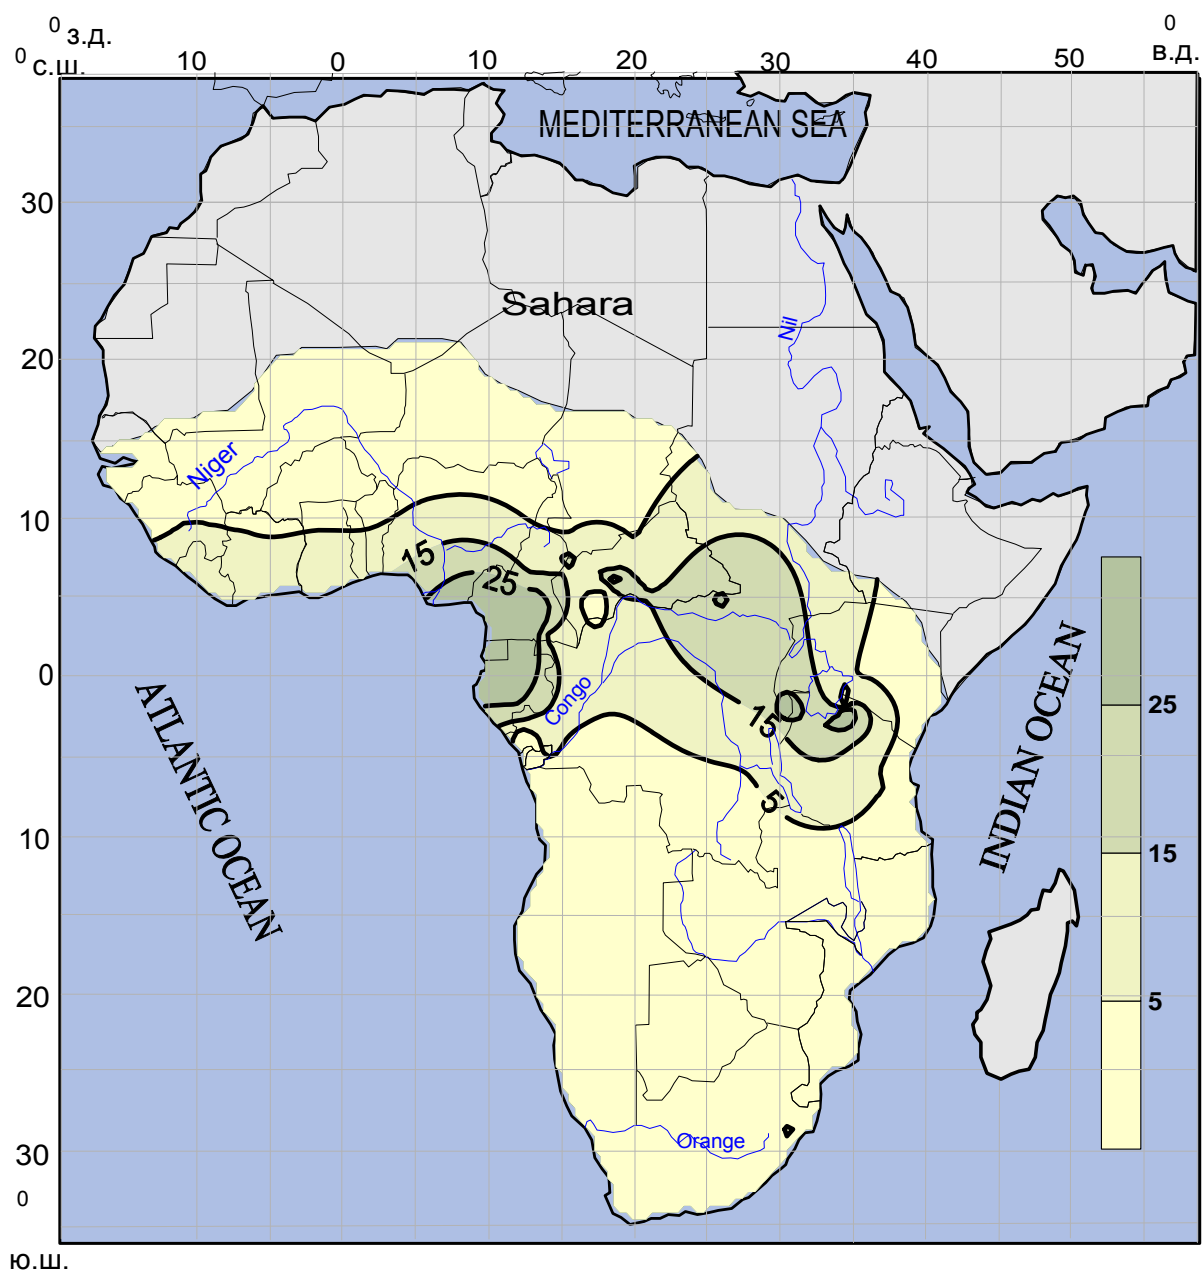 0 з.д.
0
0 с.ш.
10
0
10
20
30
40
50
в.д.
MEDITERRANEAN SEA
30
Sahara
Nil
20
Niger
10
15
25
0
Congo
ATLANTIC OCEAN
INDIAN OCEAN
25
15
5
15
10
5
20
Orange
30
0
ю.ш.